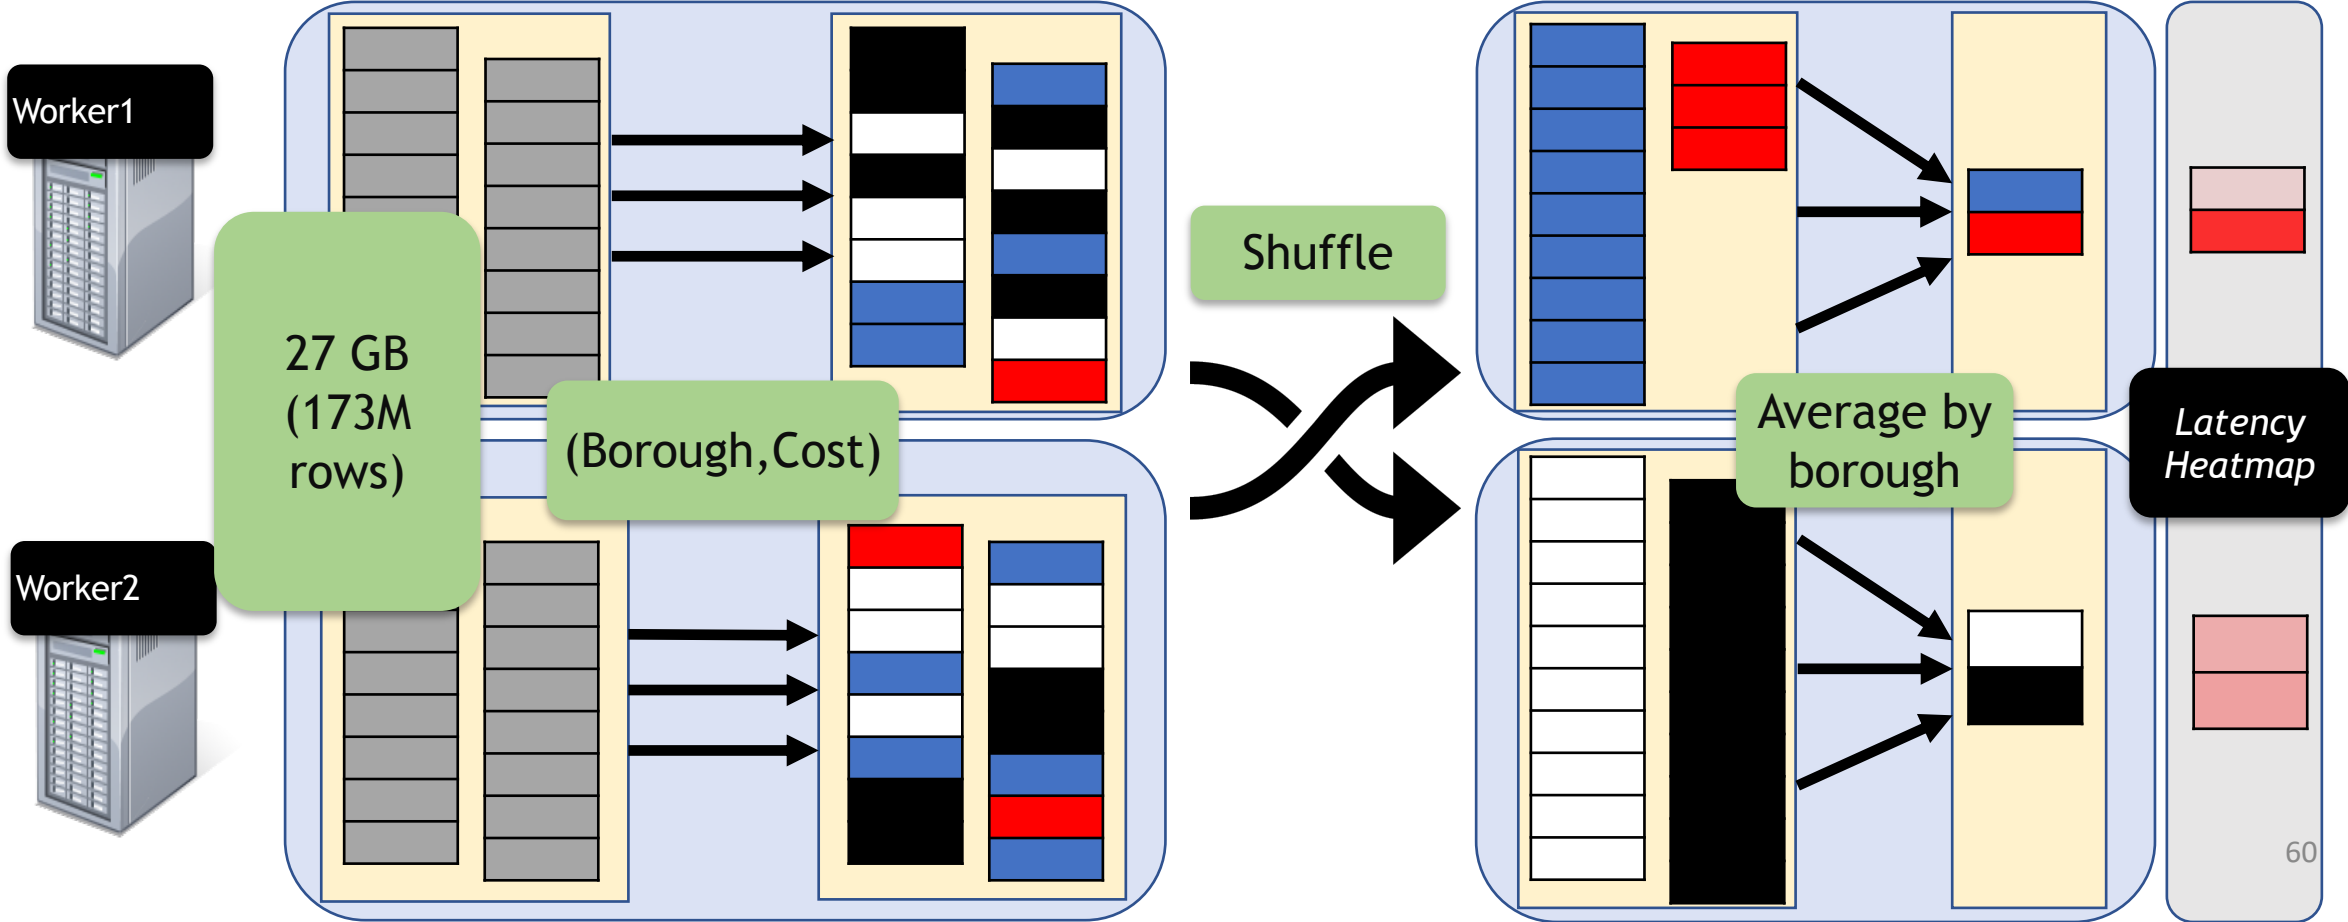 Worker1
Shuffle
27 GB
(173M
rows)
(Borough,Cost)
Average by
borough
Latency
Heatmap
Worker2
60